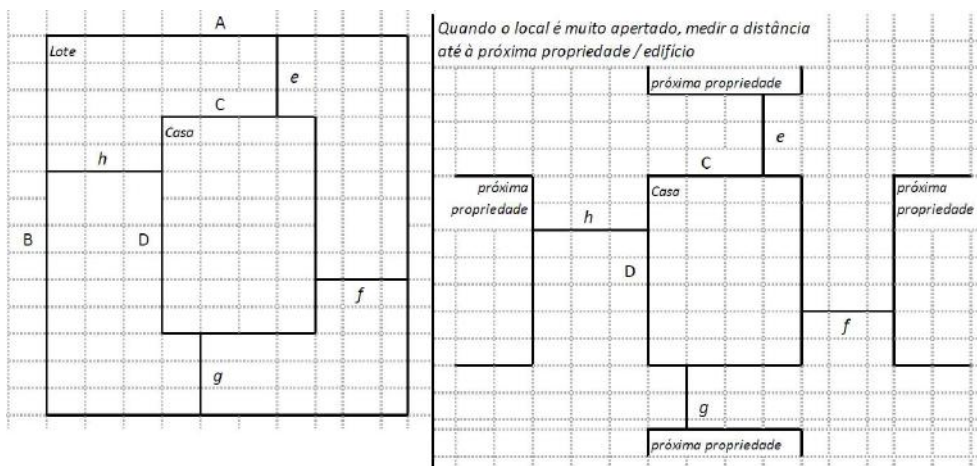 A
Lote
e
C
Casa
h
B
D
f
g
Quando o local é muito apertado, medir a distância
até à próxima propriedade / edifício
próxima propriedade
e
C
próxima
propriedade
Casa
próxima
propriedade
h
D
f
g
próxima propriedade